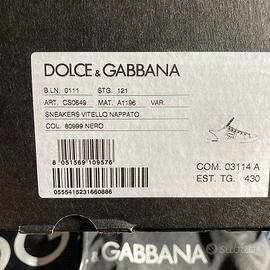 DOLCE & GABBANA
B.LN. 0111 STG. 121
ART. CS0649 MAT. A1196 VAR.
SNEAKERS VITELLO NAPPATO
COL. 80999 NERO
8 051569 109576
COM. 03114 A
0555415231660886
EST. TG. 430
& GABBANA
Subito